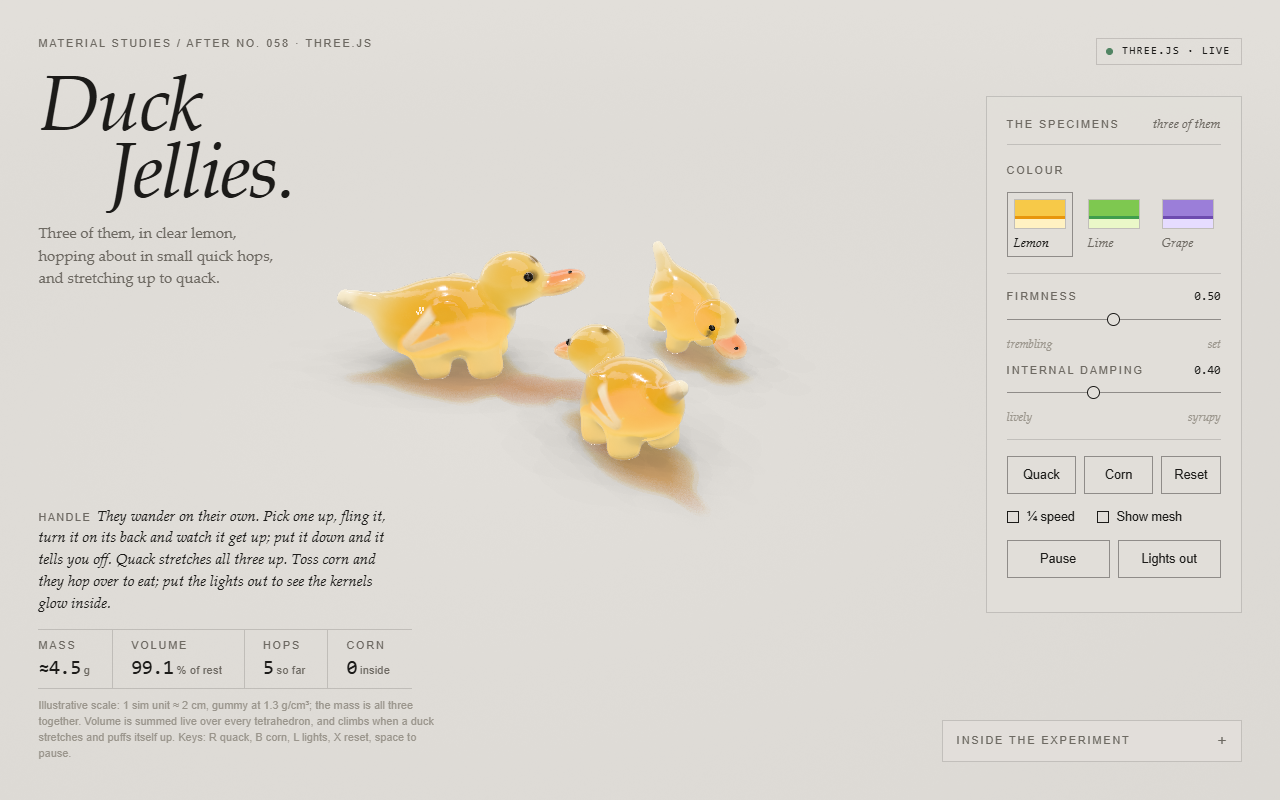 MATERIAL STUDIES / AFTER NO. 058 · THREE.JS
Duck
Jellies.
Three of them, in clear lemon,
hopping about in small quick hops,
and stretching up to quack.
HANDLE They wander on their own. Pick one up, fling it,
turn it on its back and watch it get up; put it down and it
tells you off. Quack stretches all three up. Toss corn and
they hop over to eat; put the lights out to see the kernels
glow inside.
MASS VOLUME HOPS CORN
≈4.5 g 99.1 % of rest 5 so far 0 inside
Illustrative scale: 1 sim unit ≈ 2 cm, gummy at 1.3 g/cm³; the mass is all three
together. Volume is summed live over every tetrahedron, and climbs when a duck
stretches and puffs itself up. Keys: R quack, B corn, L lights, X reset, space to
pause.
THREE.JS · LIVE
THE SPECIMENS three of them
COLOUR
Lemon Lime Grape
FIRMNESS 0.50
trembling set
INTERNAL DAMPING 0.40
lively syrupy
Quack Corn Reset
¼ speed Show mesh
Pause Lights out
INSIDE THE EXPERIMENT +